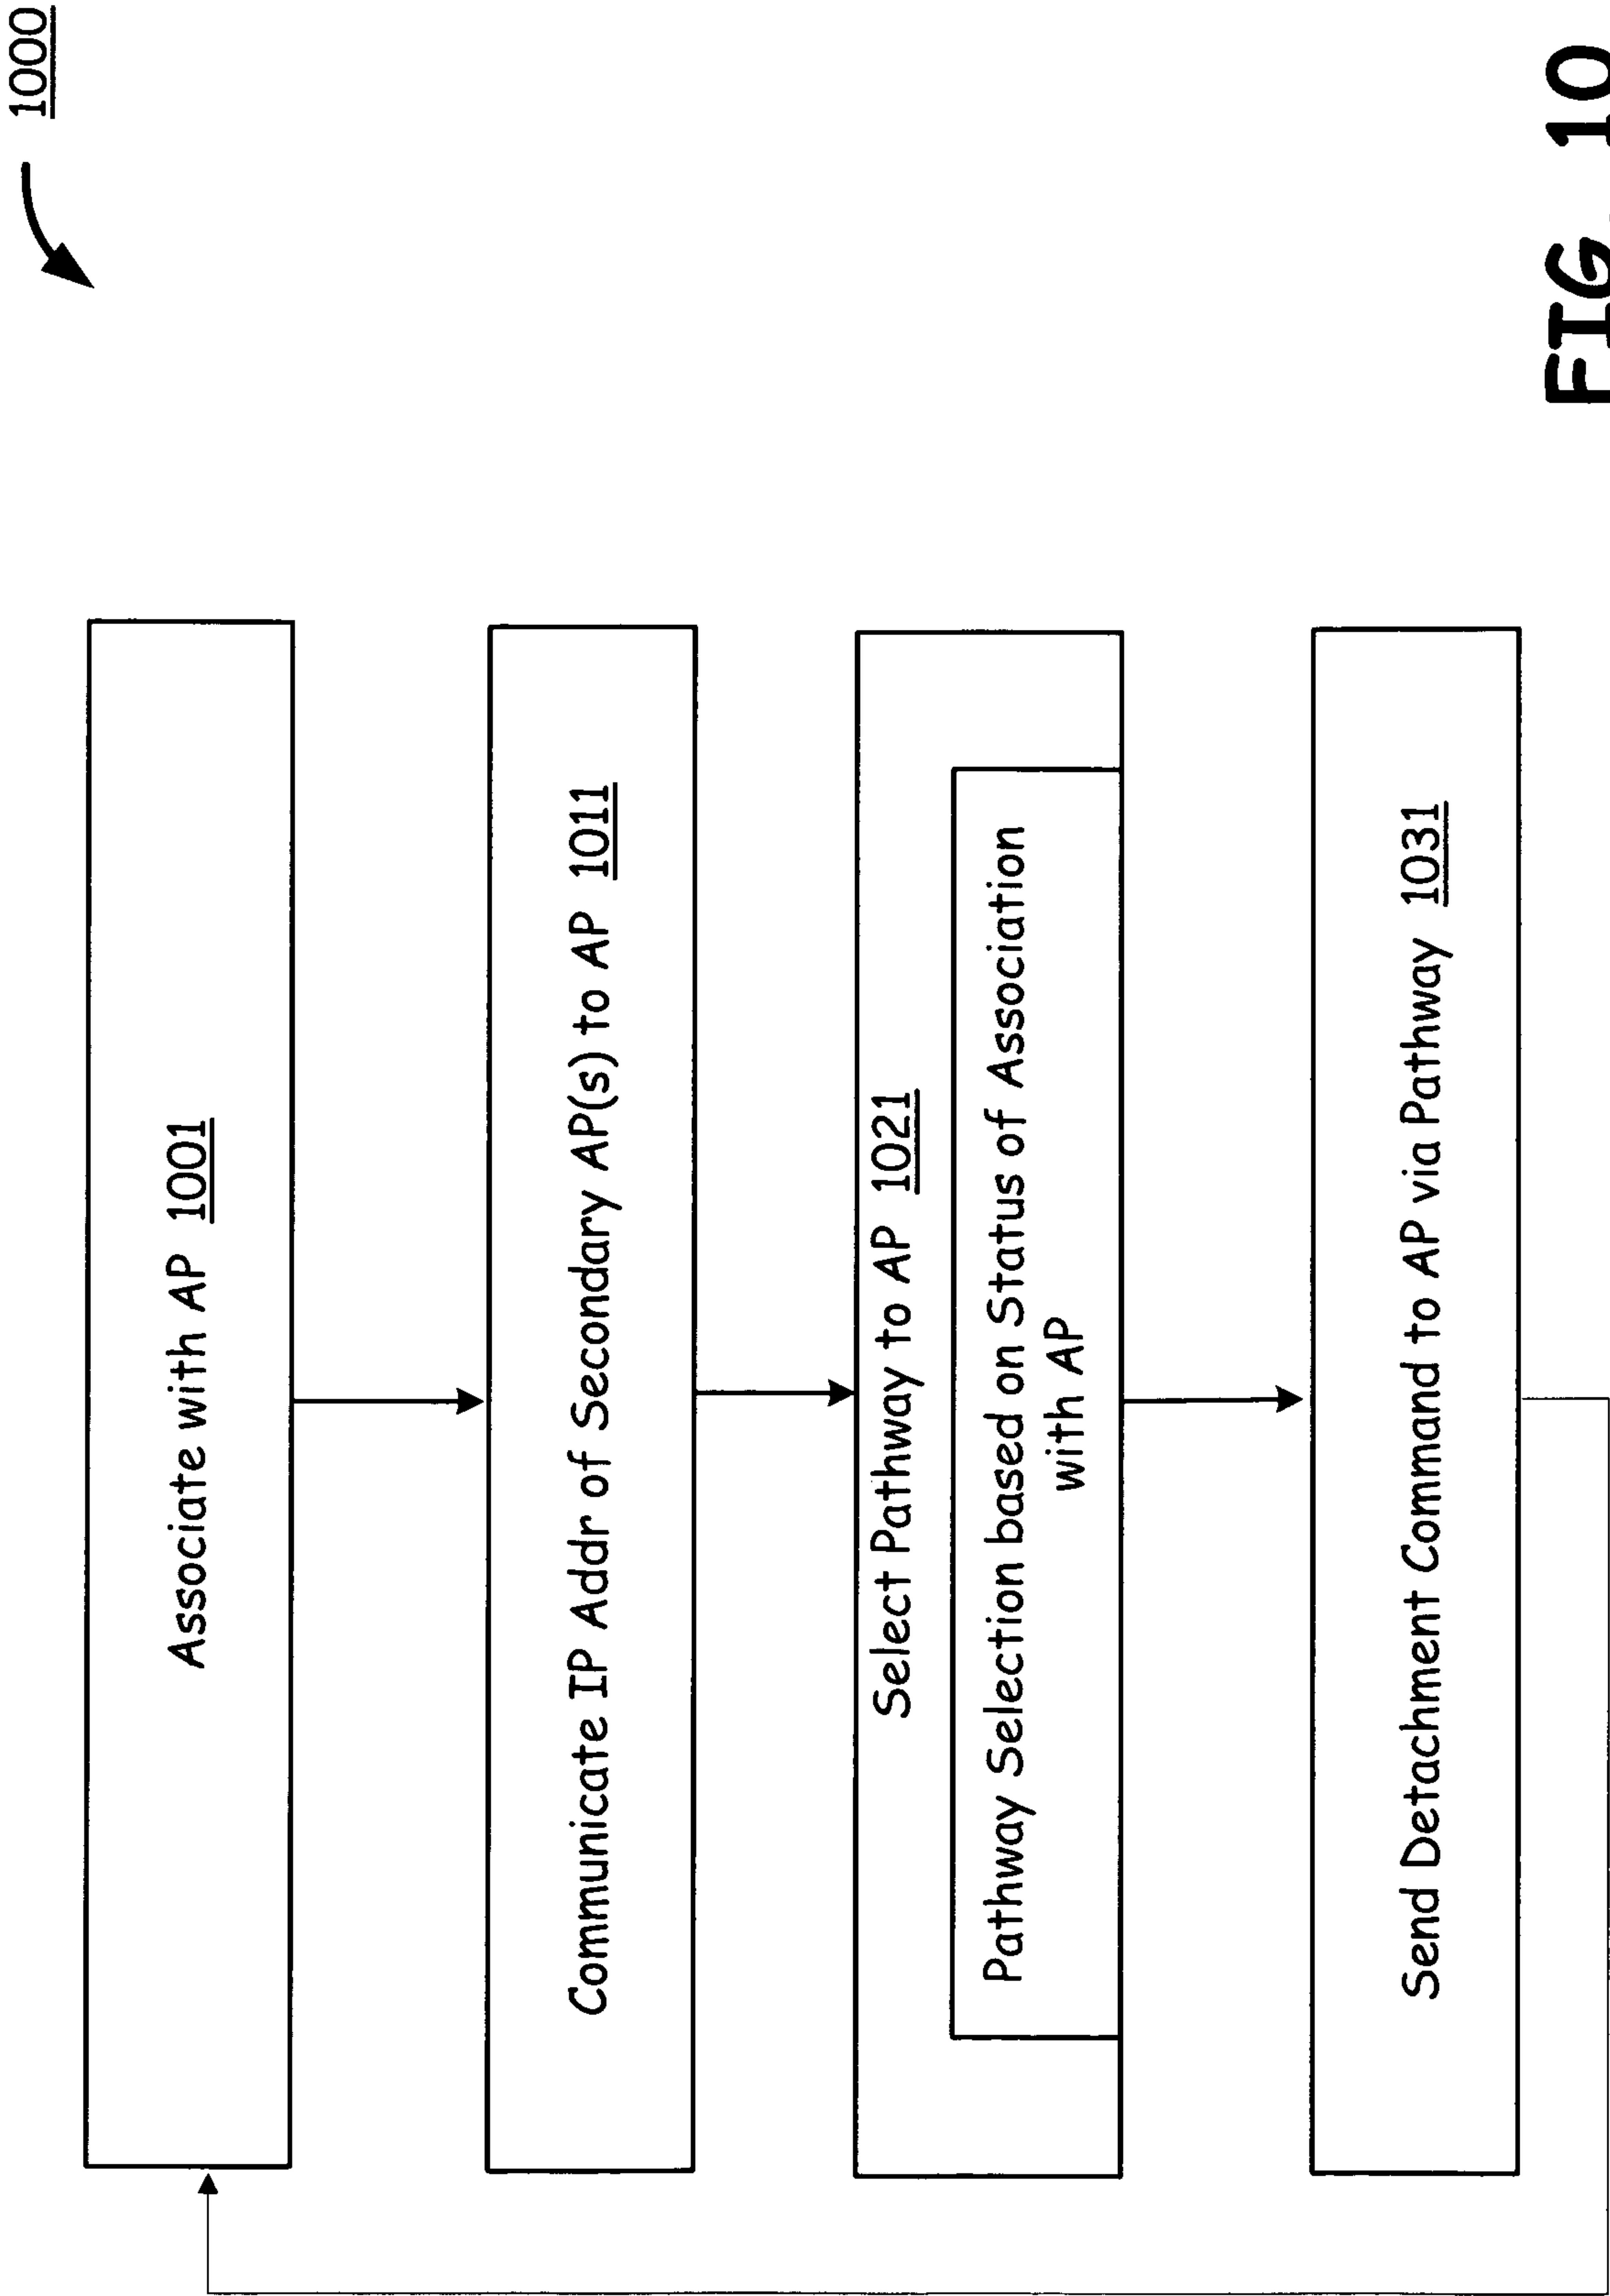 1000
Associate with AP 1001
Communicate IP Addr of Secondary AP(s) to AP 1011
Select Pathway to AP 1021
Pathway Selection based on Status of Association
with AP
Send Detachment Command to AP via Pathway 1031
FIG. 10